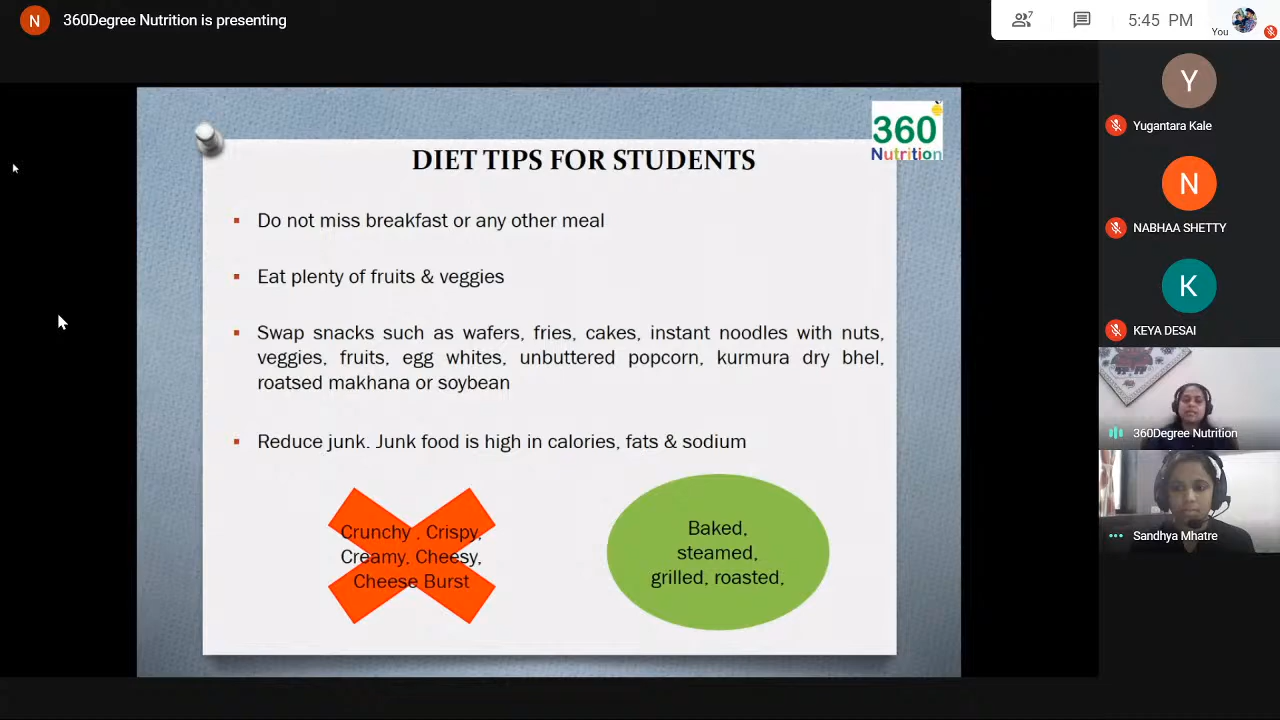 N
360Degree Nutrition is presenting
7
5:45 PM
You
360
Nutrition
DIET TIPS FOR STUDENTS
▪ Do not miss breakfast or any other meal
▪ Eat plenty of fruits & veggies
▪ Swap snacks such as wafers, fries, cakes, instant noodles with nuts,
veggies, fruits, egg whites, unbuttered popcorn, kurmura dry bhel,
roatsed makhana or soybean
▪ Reduce junk. Junk food is high in calories, fats & sodium
Crunchy , Crispy,
Creamy, Cheesy,
Cheese Burst
Baked,
steamed,
grilled, roasted,
Y
Yugantara Kale
N
NABHAA SHETTY
K
KEYA DESAI
360Degree Nutrition
Sandhya Mhatre